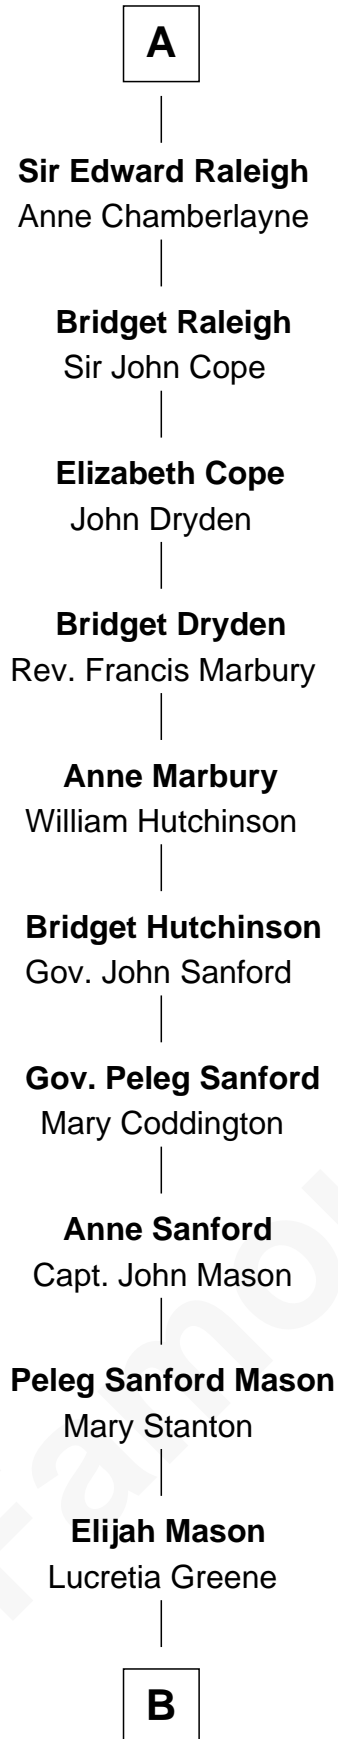 A
Sir Edward Raleigh
Anne Chamberlayne
Bridget Raleigh
Sir John Cope
Elizabeth Cope
John Dryden
Bridget Dryden
Rev. Francis Marbury
Anne Marbury
William Hutchinson
Bridget Hutchinson
Gov. John Sanford
Gov. Peleg Sanford
Mary Coddington
Anne Sanford
Capt. John Mason
Peleg Sanford Mason
Mary Stanton
Elijah Mason
Lucretia Greene
B